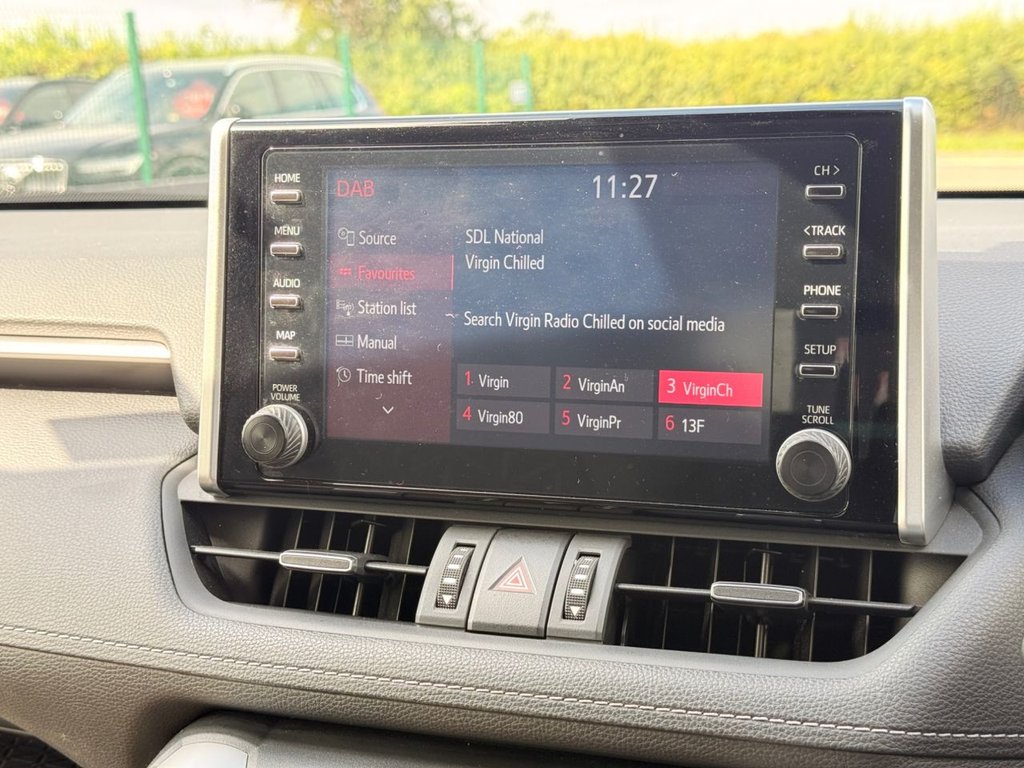 HOME
MENU
AUDIO
MAP
POWER
VOLUME
DAB
11:27
Source
Favourites
Station list
Manual
Time shift
SDL National
Virgin Chilled
Search Virgin Radio Chilled on social media
1 Virgin
2 VirginAn
3 VirginCh
4 Virgin80
5 VirginPr
6 13F
CH >
< TRACK
PHONE
SETUP
TUNE
SCROLL